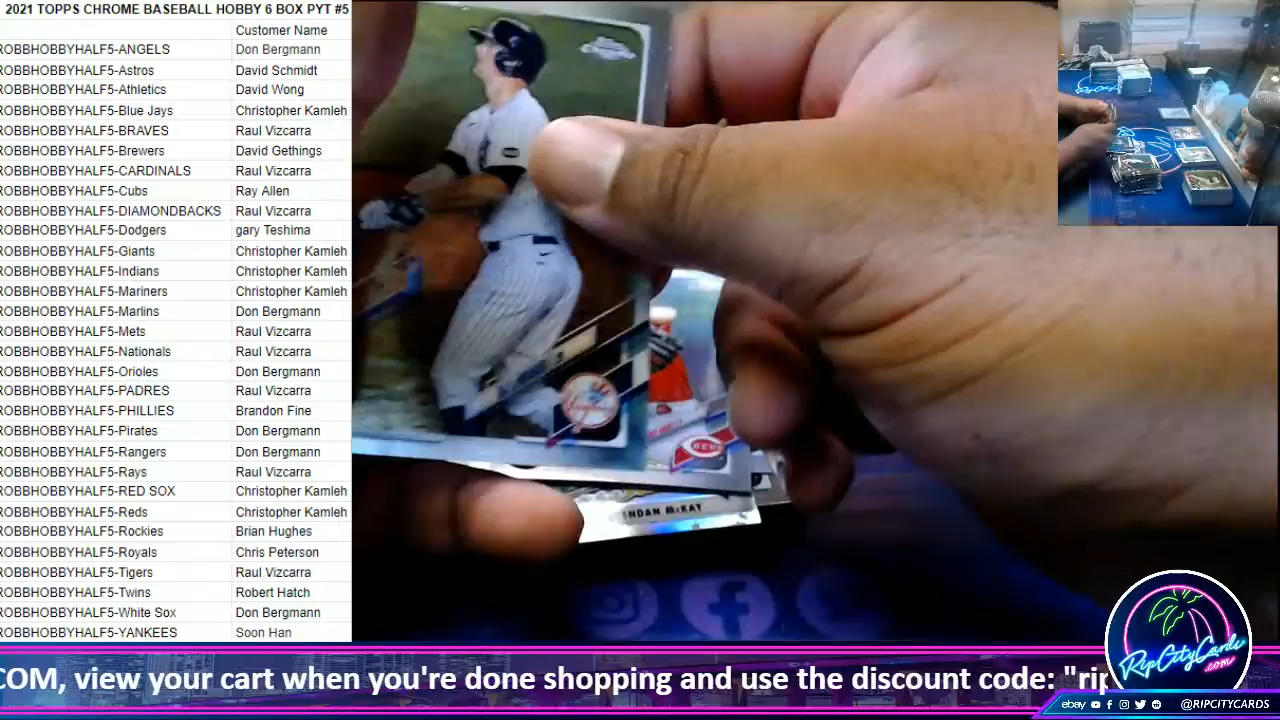 2021 TOPPS CHROME BASEBALL HOBBY 6 BOX PYT #5
Customer Name
ROBBHOBBYHALF5-ANGELS Don Bergmann
ROBBHOBBYHALF5-Astros David Schmidt
ROBBHOBBYHALF5-Athletics David Wong
ROBBHOBBYHALF5-Blue Jays Christopher Kamleh
ROBBHOBBYHALF5-BRAVES Raul Vizcarra
ROBBHOBBYHALF5-Brewers David Gethings
ROBBHOBBYHALF5-CARDINALS Raul Vizcarra
ROBBHOBBYHALF5-Cubs Ray Allen
ROBBHOBBYHALF5-DIAMONDBACKS Raul Vizcarra
ROBBHOBBYHALF5-Dodgers gary Teshima
ROBBHOBBYHALF5-Giants Christopher Kamleh
ROBBHOBBYHALF5-Indians Christopher Kamleh
ROBBHOBBYHALF5-Mariners Christopher Kamleh
ROBBHOBBYHALF5-Marlins Don Bergmann
ROBBHOBBYHALF5-Mets Raul Vizcarra
ROBBHOBBYHALF5-Nationals Raul Vizcarra
ROBBHOBBYHALF5-Orioles Don Bergmann
ROBBHOBBYHALF5-PADRES Raul Vizcarra
ROBBHOBBYHALF5-PHILLIES Brandon Fine
ROBBHOBBYHALF5-Pirates Don Bergmann
ROBBHOBBYHALF5-Rangers Don Bergmann
ROBBHOBBYHALF5-Rays Raul Vizcarra
ROBBHOBBYHALF5-RED SOX Christopher Kamleh
ROBBHOBBYHALF5-Reds Christopher Kamleh
ROBBHOBBYHALF5-Rockies Brian Hughes
ROBBHOBBYHALF5-Royals Chris Peterson
ROBBHOBBYHALF5-Tigers Raul Vizcarra
ROBBHOBBYHALF5-Twins Robert Hatch
ROBBHOBBYHALF5-White Sox Don Bergmann
ROBBHOBBYHALF5-YANKEES Soon Han
REDS
NDAN McKAY
COM, view your cart when you're done shopping and use the discount code: "rip
RipCityCards
.com
ebay @RIPCITYCARDS